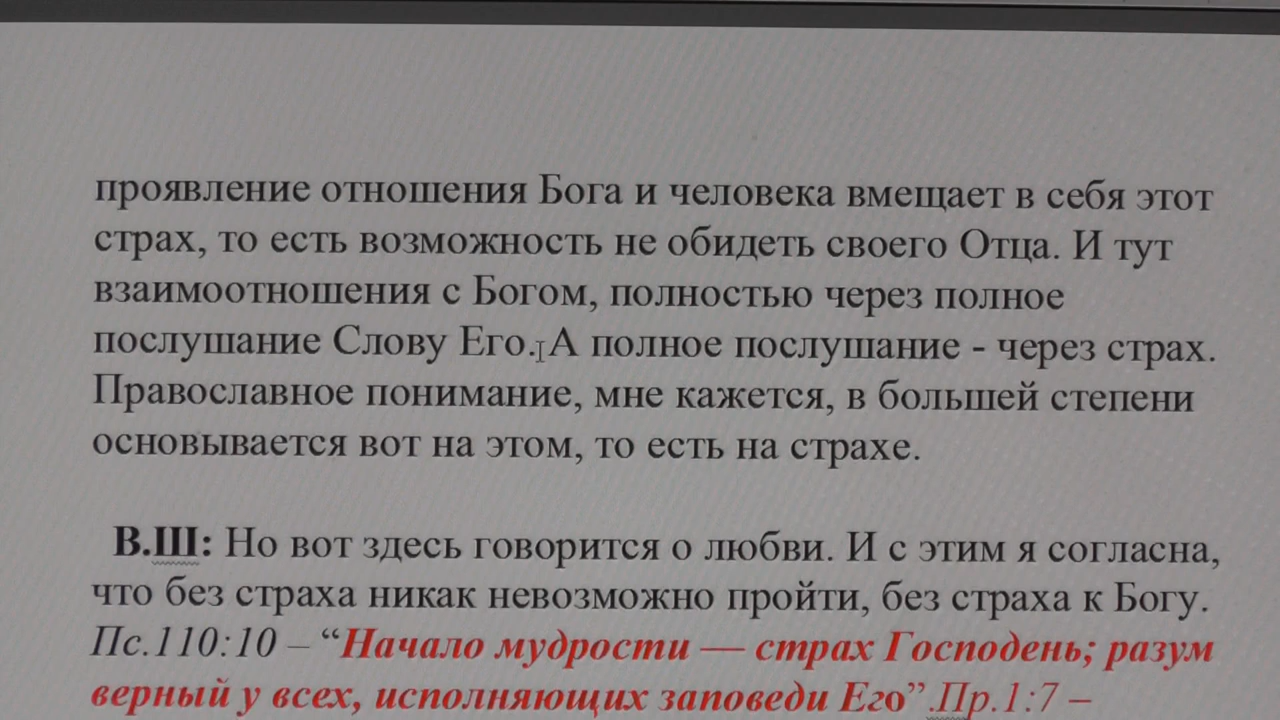 проявление отношения Бога и человека вмещает в себя этот
страх, то есть возможность не обидеть своего Отца. И тут
взаимоотношения с Богом, полностью через полное
послушание Слову Его. А полное послушание - через страх.
Православное понимание, мне кажется, в большей степени
основывается вот на этом, то есть на страхе.
В.Ш: Но вот здесь говорится о любви. И с этим я согласна,
что без страха никак невозможно пройти, без страха к Богу.
Пс.110:10 – “Начало мудрости — страх Господень; разум
верный у всех, исполняющих заповеди Его”.Пр.1:7 –